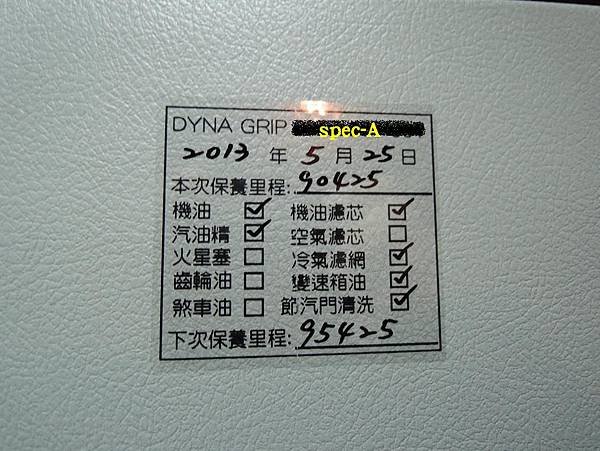 DYNA GRIP spec-A
2013 年 5 月 25 日
本次保養里程: 90425
機油 ☑ 機油濾芯 ☑
汽油精 ☑ 空氣濾芯 ☐
火星塞 ☐ 冷氣濾網 ☑
齒輪油 ☐ 變速箱油 ☑
煞車油 ☐ 節汽門清洗 ☑
下次保養里程: 95425